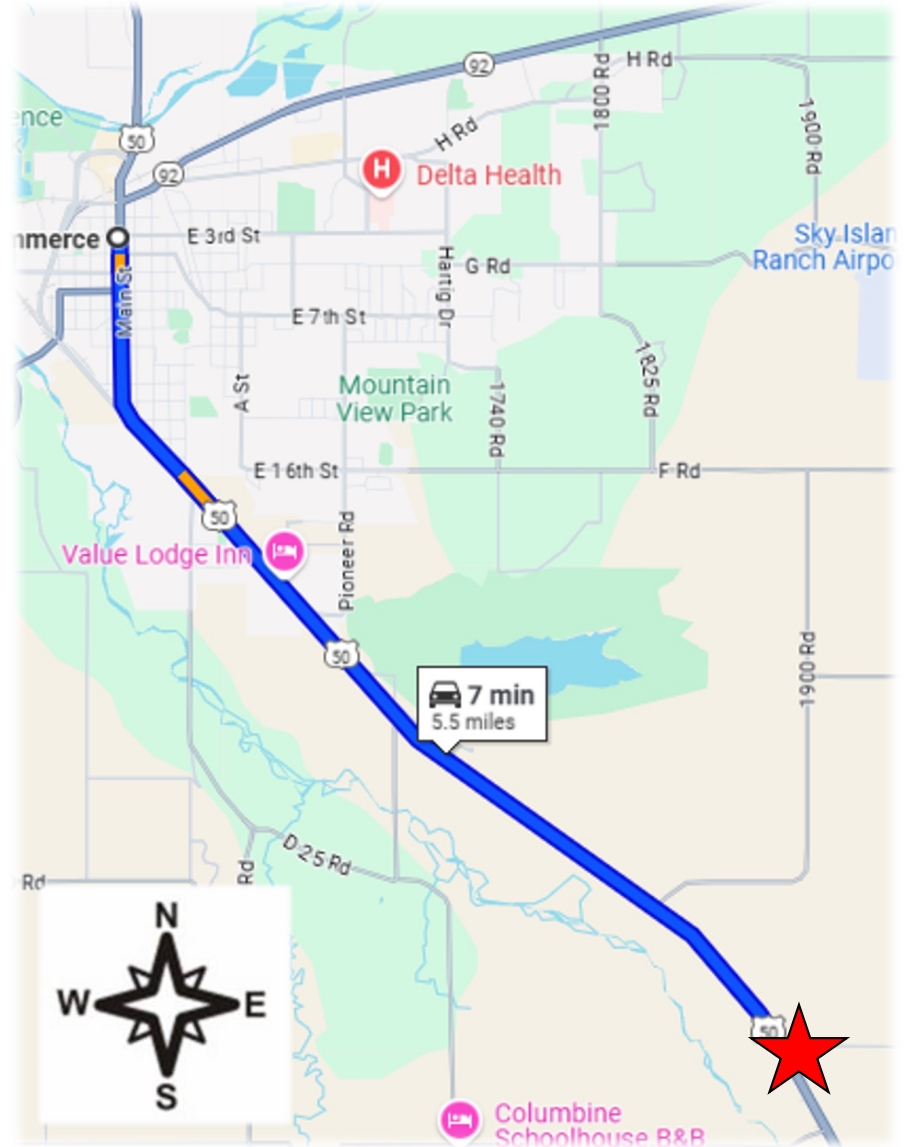 92
H Rd
1800 Rd
1900 Rd
ence
50
H Rd
92
H
Delta Health
mmerce
E 3rd St
Hartig Dr
G Rd
Sky Islan
Ranch Airpo
Main St
E 7th St
1825 Rd
A St
Mountain
View Park
1740 Rd
E 16th St
F Rd
50
Value Lodge Inn
Pioneer Rd
50
1900 Rd
7 min
5.5 miles
D 25 Rd
Rd
Rd
N
W
E
S
50
Columbine
Schoolhouse B&B